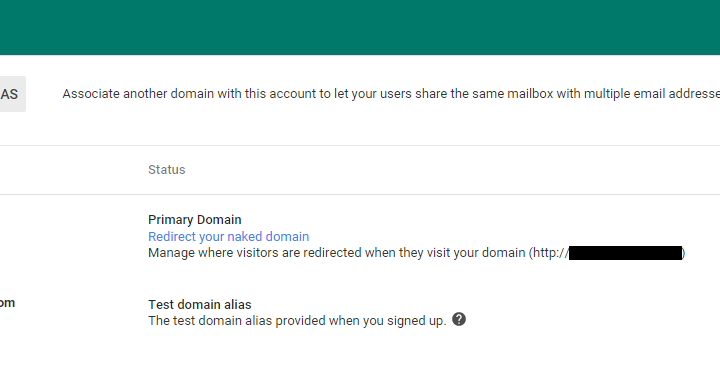 AS
Associate another domain with this account to let your users share the same mailbox with multiple email addresse
Status
Primary Domain
Redirect your naked domain
Manage where visitors are redirected when they visit your domain (http:// )
om
Test domain alias
The test domain alias provided when you signed up. ?